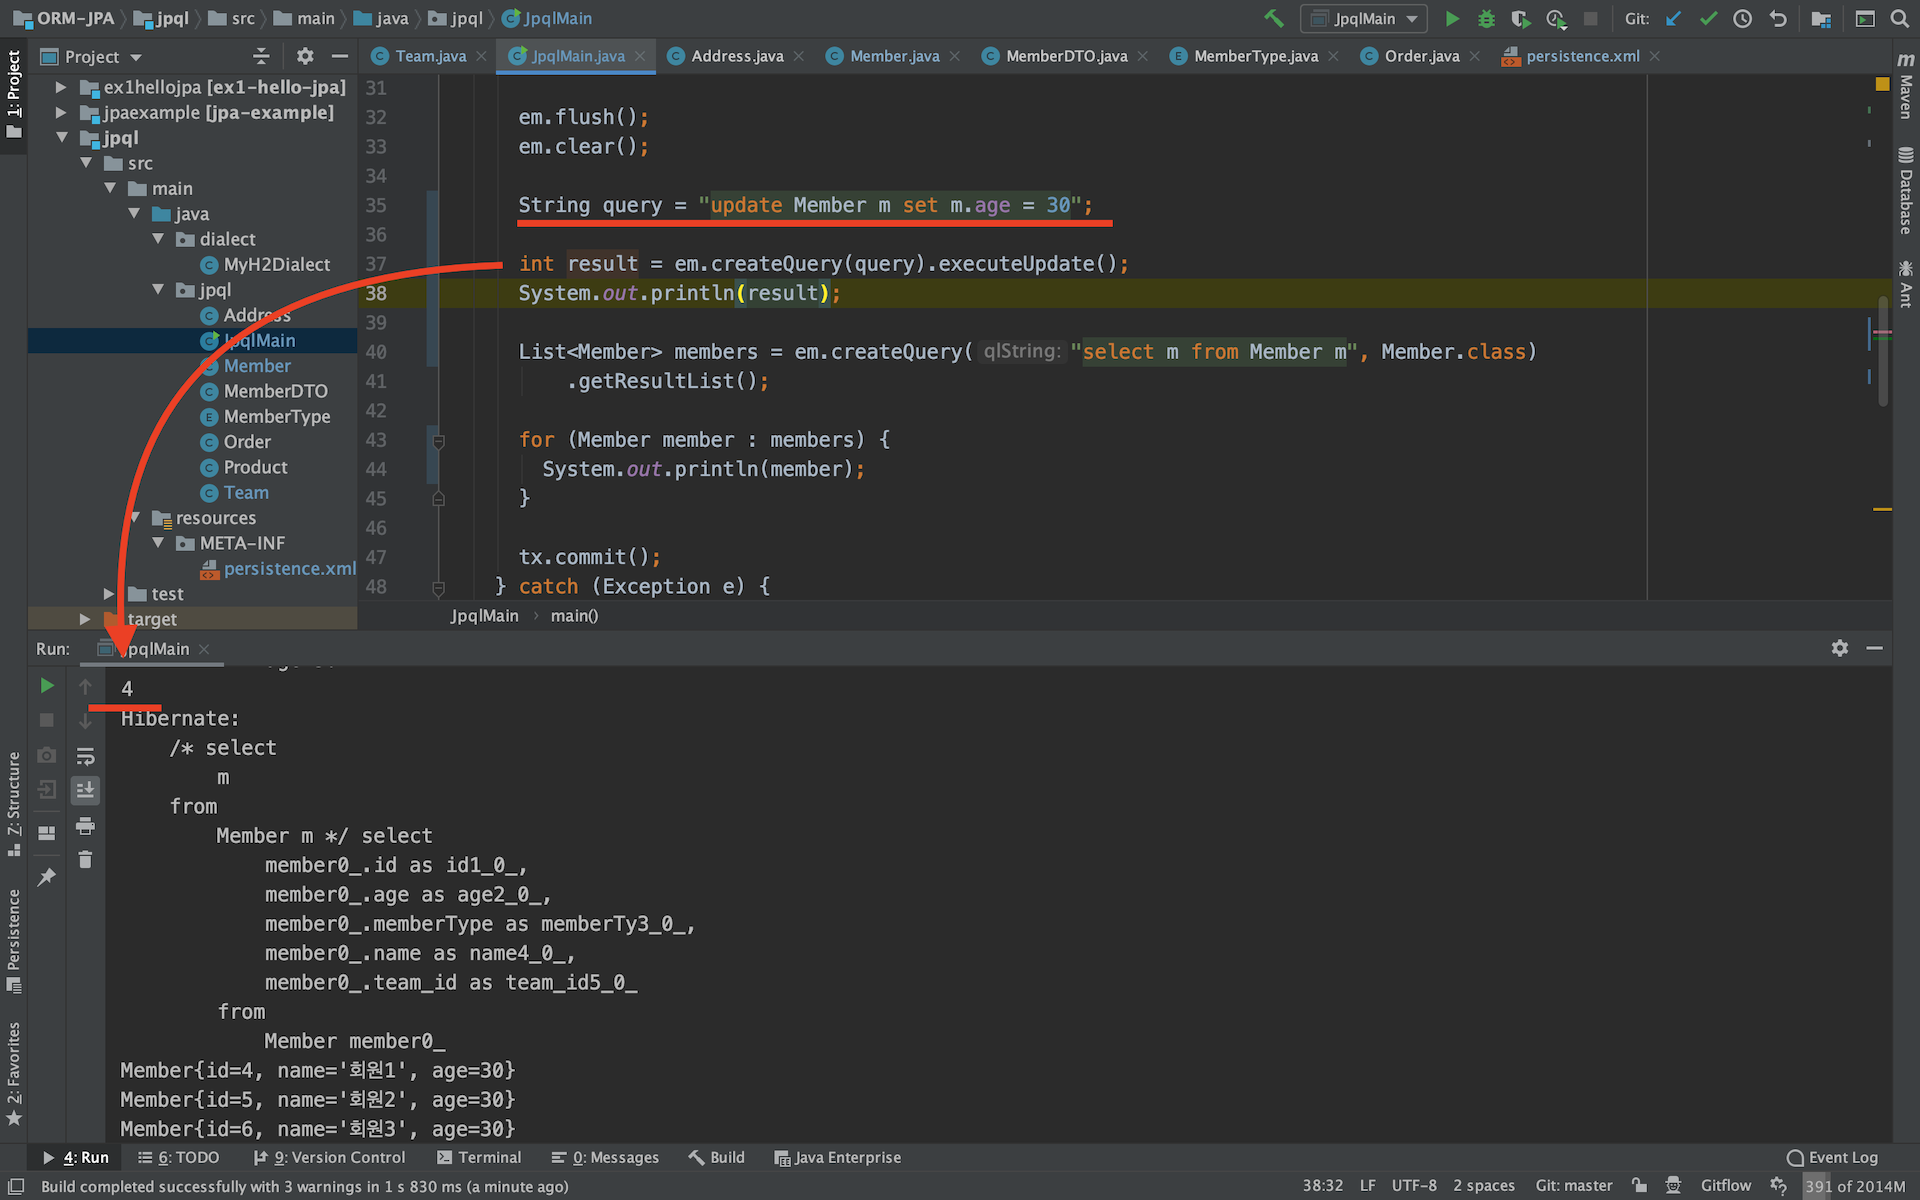 ORM-JPA jpql src main java jpql JpqlMain JpqlMain Git:
1: Project
Project
Team.java JpqlMain.java Address.java Member.java MemberDTO.java MemberType.java Order.java persistence.xml
ex1hellojpa [ex1-hello-jpa]
jpaexample [jpa-example]
jpql
src
main
java
dialect
MyH2Dialect
jpql
Address
JpqlMain
Member
MemberDTO
MemberType
Order
Product
Team
resources
META-INF
persistence.xml
test
target
31
32 em.flush();
33 em.clear();
34
35 String query = "update Member m set m.age = 30";
36
37 int result = em.createQuery(query).executeUpdate();
38 System.out.println(result);
39
40 List<Member> members = em.createQuery( qlString: "select m from Member m", Member.class)
41 .getResultList();
42
43 for (Member member : members) {
44 System.out.println(member);
45 }
46
47 tx.commit();
48 } catch (Exception e) {
JpqlMain main()
Maven
Database
Ant
Run: JpqlMain
4
Hibernate:
/* select
m
from
Member m */ select
member0_.id as id1_0_,
member0_.age as age2_0_,
member0_.memberType as memberTy3_0_,
member0_.name as name4_0_,
member0_.team_id as team_id5_0_
from
Member member0_
Member{id=4, name='회원1', age=30}
Member{id=5, name='회원2', age=30}
Member{id=6, name='회원3', age=30}
Z: Structure
Persistence
2: Favorites
4: Run 6: TODO 9: Version Control Terminal 0: Messages Build Java Enterprise Event Log
Build completed successfully with 3 warnings in 1 s 830 ms (a minute ago) 38:32 LF UTF-8 2 spaces Git: master Gitflow 391 of 2014M